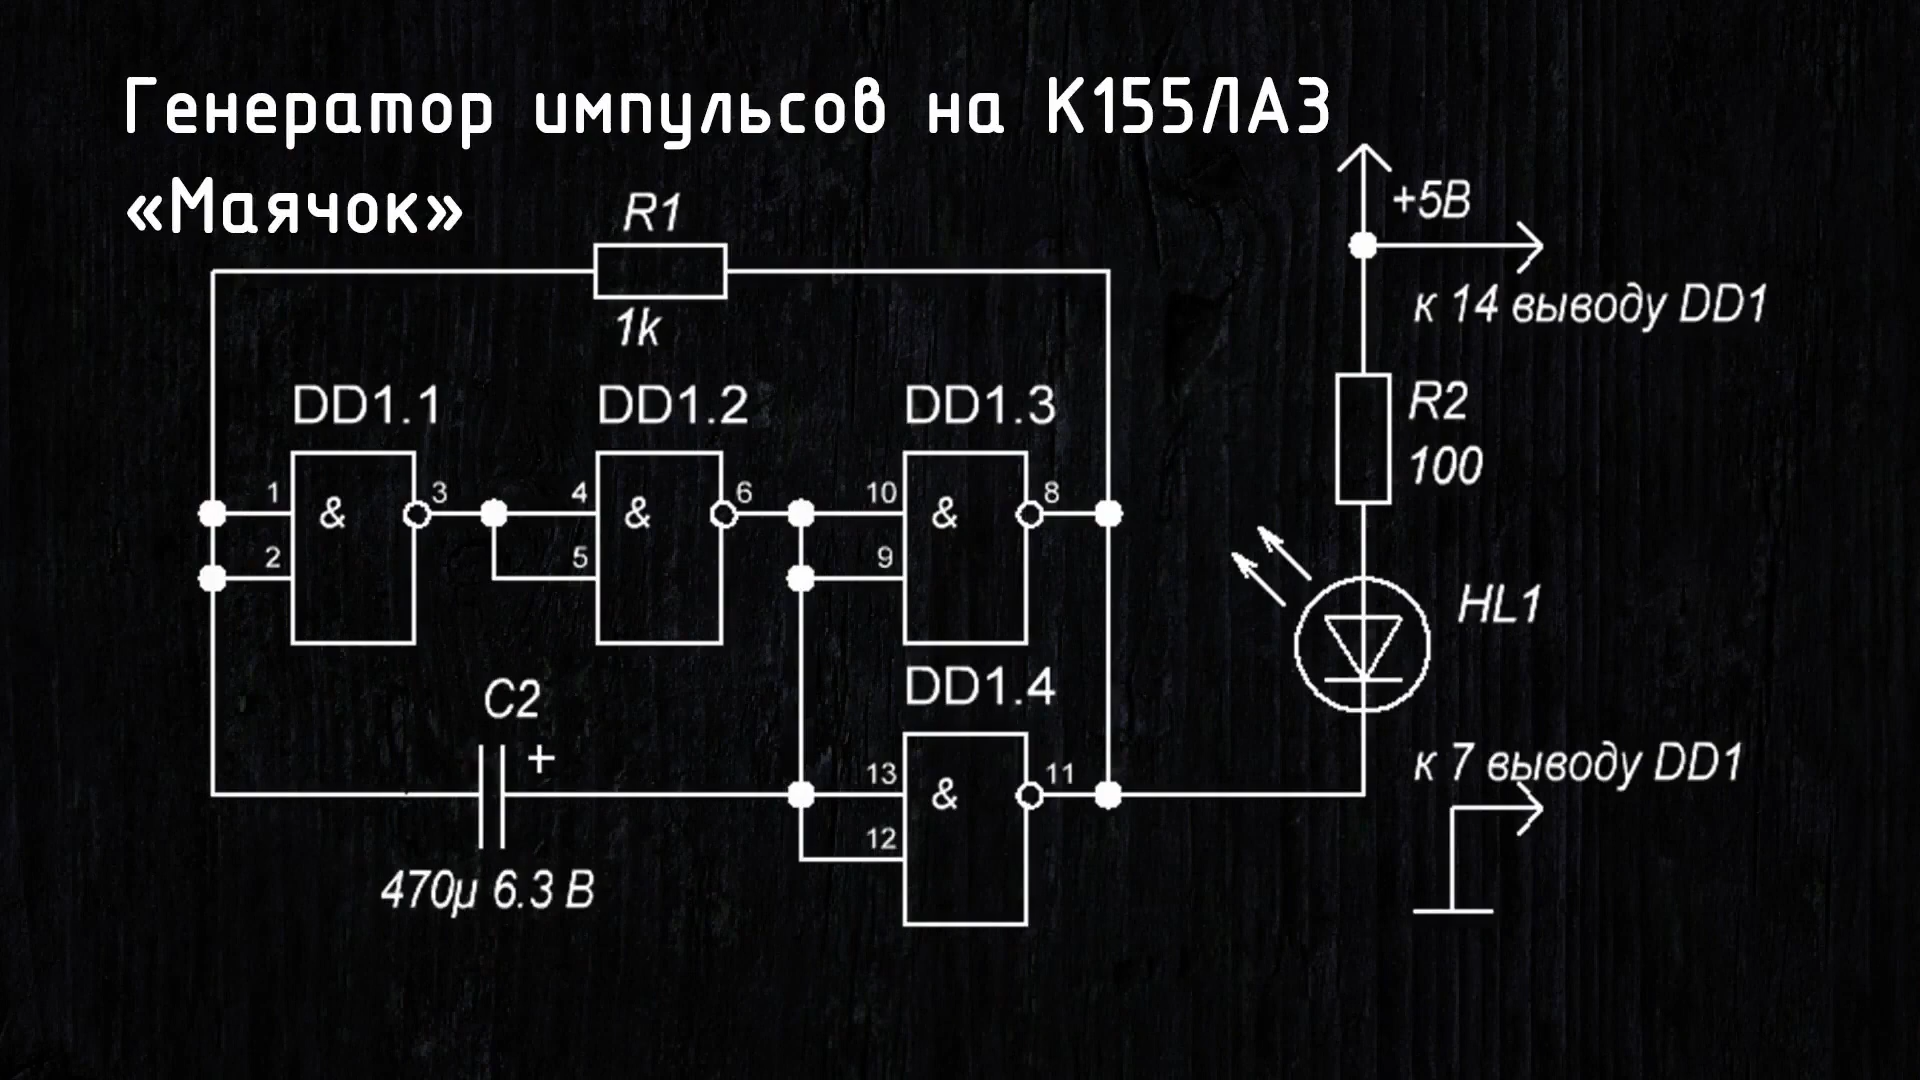 Генератор импульсов на К155ЛА3
«Маячок»
R1
+5В
к 14 выводу DD1
1k
DD1.1
DD1.2
DD1.3
R2
100
1
&
3
4
&
6
10
&
8
2
5
9
HL1
DD1.4
C2
+
к 7 выводу DD1
13
&
11
12
470μ 6.3 В